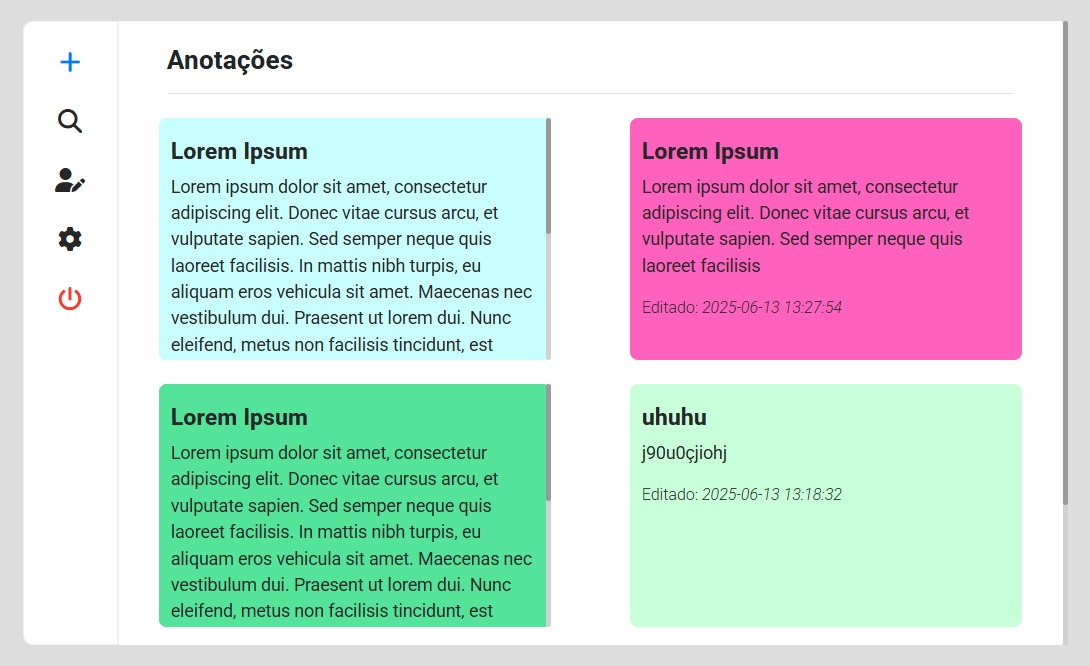 Anotações
Lorem Ipsum
Lorem ipsum dolor sit amet, consectetur
adipiscing elit. Donec vitae cursus arcu, et
vulputate sapien. Sed semper neque quis
laoreet facilisis. In mattis nibh turpis, eu
aliquam eros vehicula sit amet. Maecenas nec
vestibulum dui. Praesent ut lorem dui. Nunc
eleifend, metus non facilisis tincidunt, est
Lorem Ipsum
Lorem ipsum dolor sit amet, consectetur
adipiscing elit. Donec vitae cursus arcu, et
vulputate sapien. Sed semper neque quis
laoreet facilisis
Editado: 2025-06-13 13:27:54
Lorem Ipsum
Lorem ipsum dolor sit amet, consectetur
adipiscing elit. Donec vitae cursus arcu, et
vulputate sapien. Sed semper neque quis
laoreet facilisis. In mattis nibh turpis, eu
aliquam eros vehicula sit amet. Maecenas nec
vestibulum dui. Praesent ut lorem dui. Nunc
eleifend, metus non facilisis tincidunt, est
uhuhu
j90u0çjiohj
Editado: 2025-06-13 13:18:32